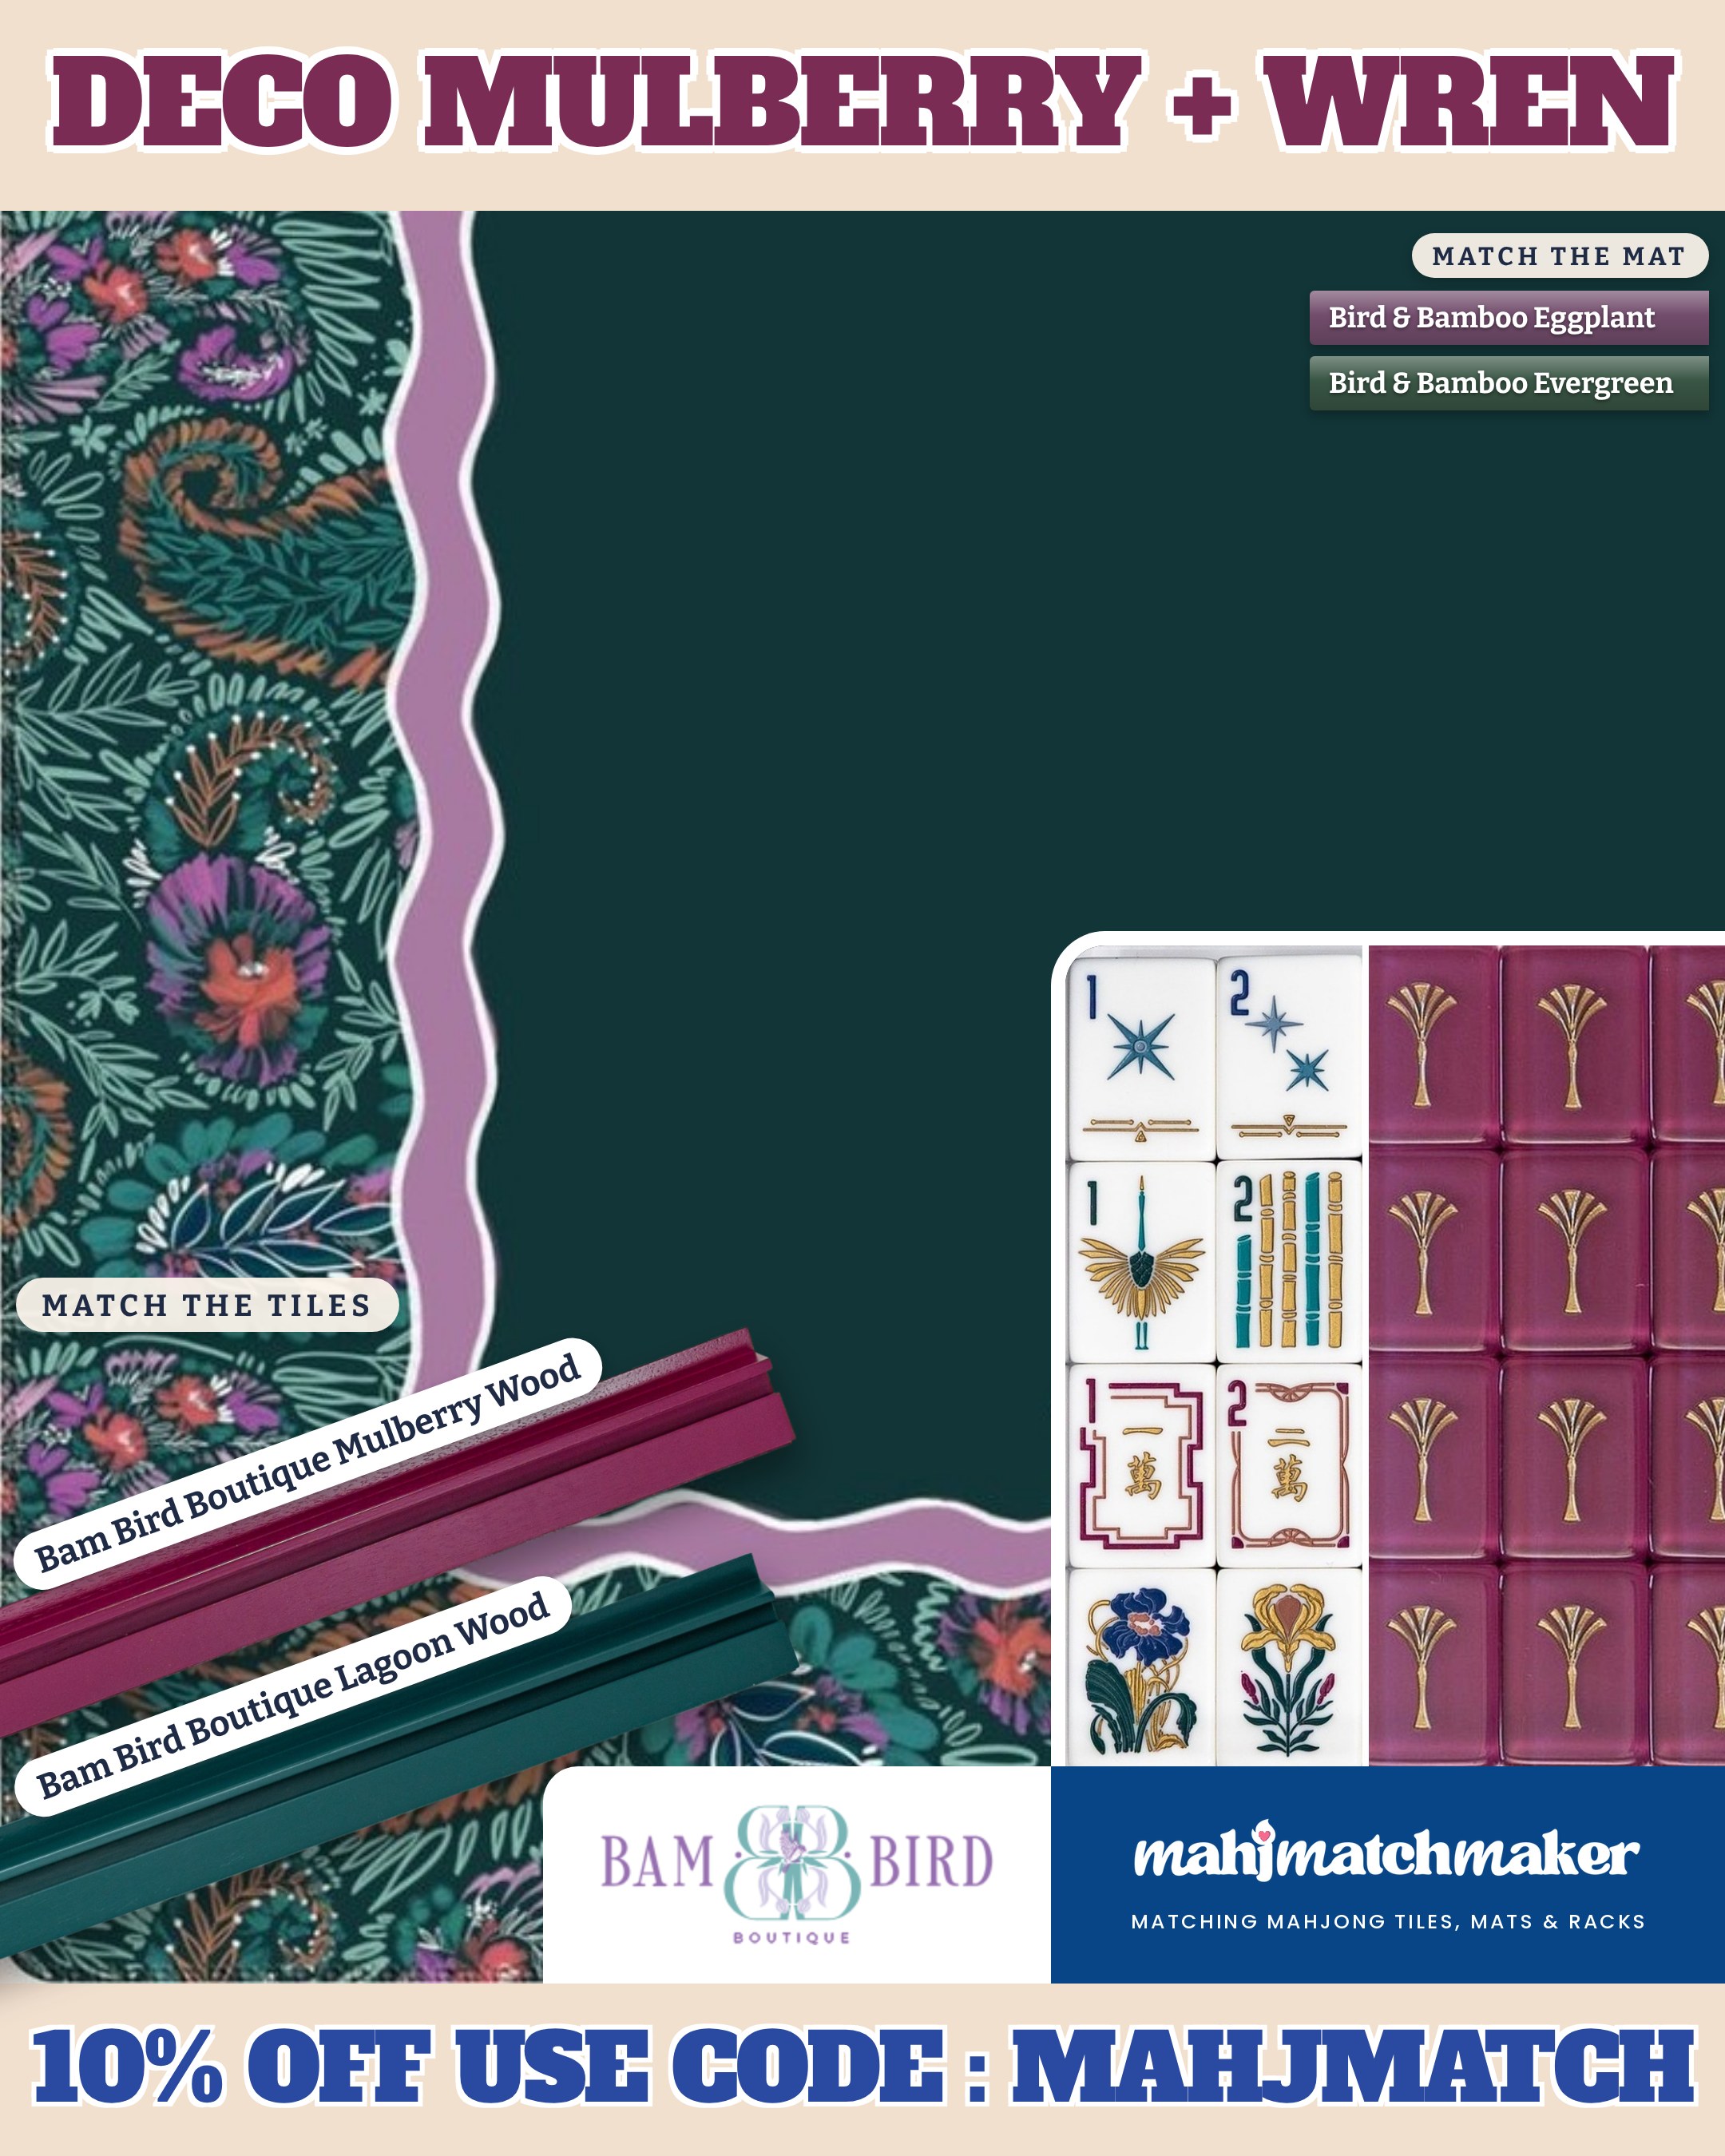 DECO MULBERRY + WREN
MATCH THE MAT
Bird & Bamboo Eggplant
Bird & Bamboo Evergreen
1
2
1
2
1
一
萬
2
二
萬
MATCH THE TILES
Bam Bird Boutique Mulberry Wood
Bam Bird Boutique Lagoon Wood
BAM BIRD
BOUTIQUE
mahjmatchmaker
MATCHING MAHJONG TILES, MATS & RACKS
10% OFF USE CODE : MAHJMATCH